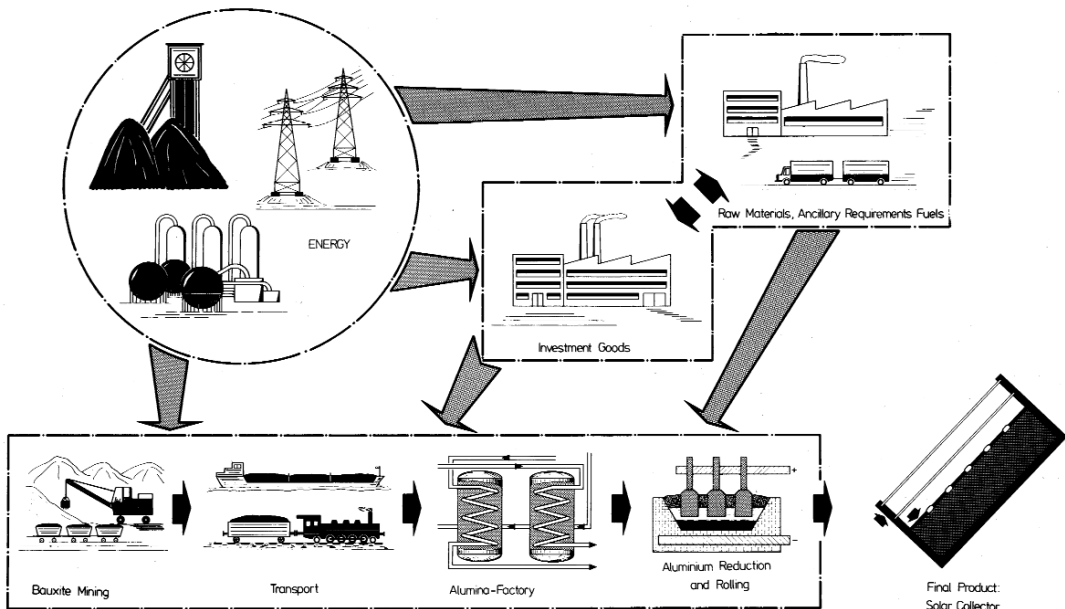 ENERGY
Raw Materials, Ancillary Requirements Fuels
Investment Goods
+
-
Bauxite Mining
Transport
Alumina-Factory
Aluminium Reduction
and Rolling
Final Product:
Solar Collector